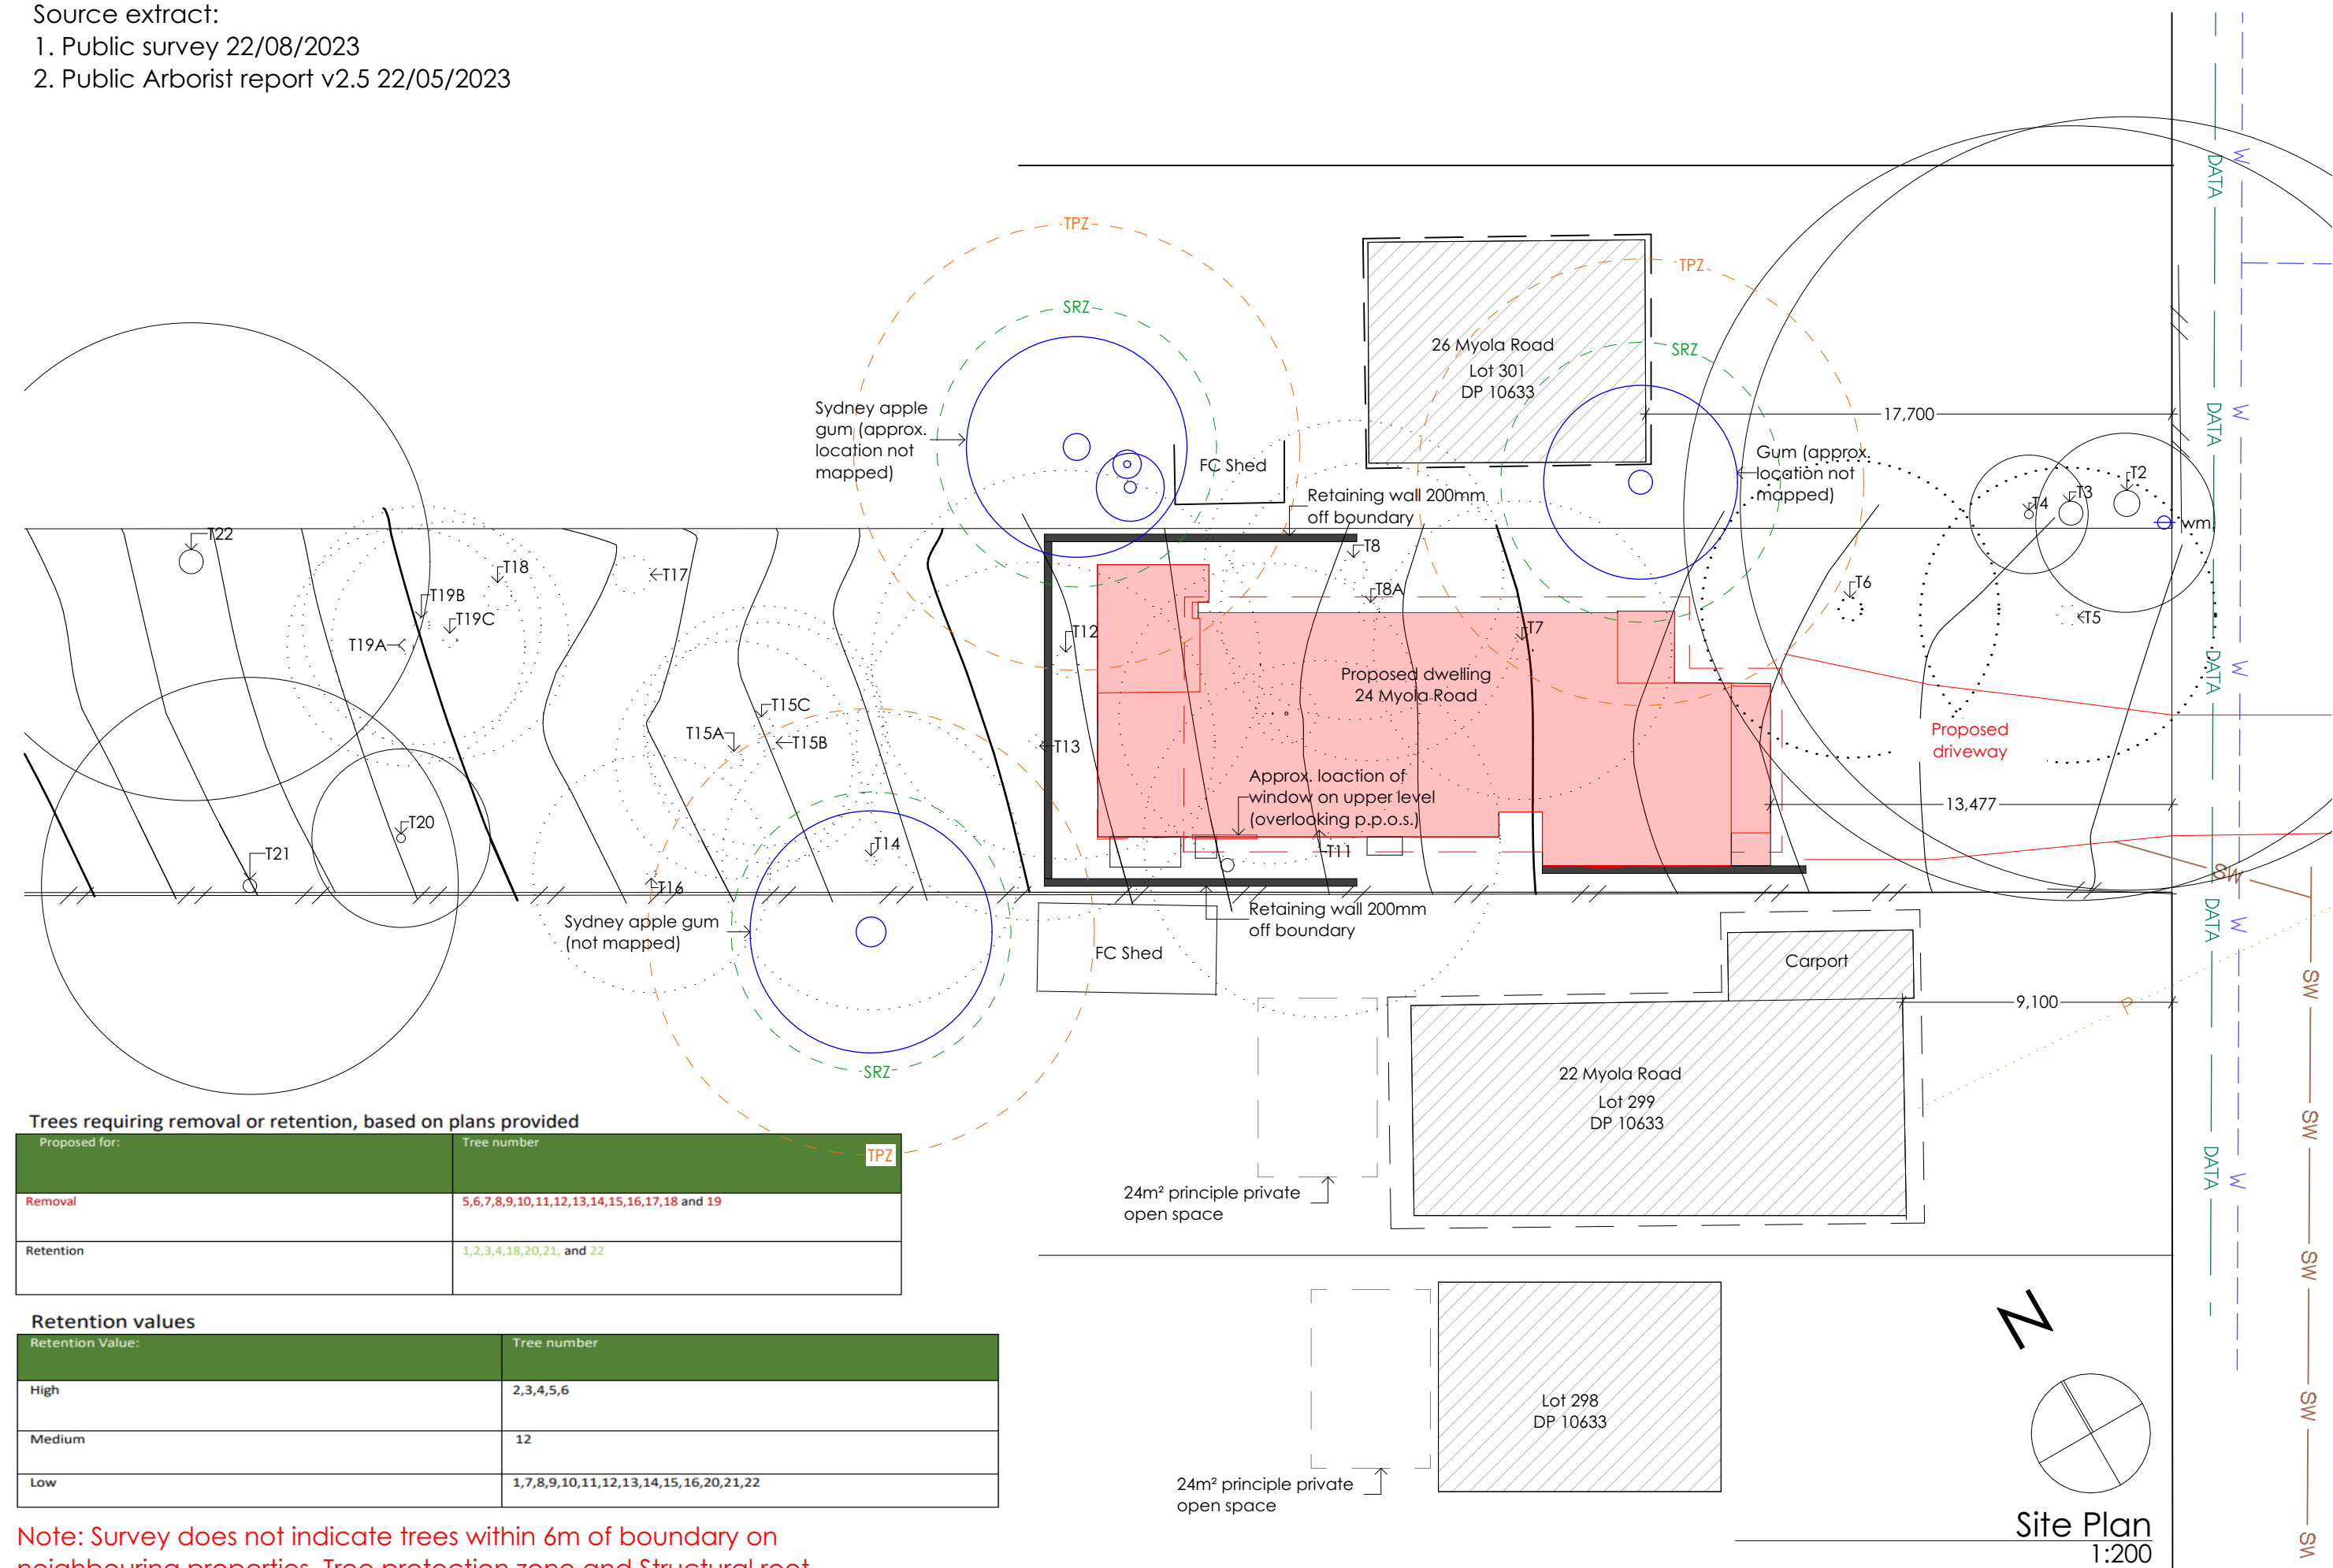 Source extract:
1. Public survey 22/08/2023
2. Public Arborist report v2.5 22/05/2023
DATA
W
TPZ
TPZ
SRZ
SRZ
26 Myola Road
Lot 301
DP 10633
17,700
Sydney apple
gum (approx.
location not
mapped)
FC Shed
Gum (approx.
location not
mapped)
Retaining wall 200mm
off boundary
DATA
W
T2
T3
T4
wm
T22
T18
T17
T19B
T19C
T19A
T8
T8A
T6
T5
T12
T7
DATA
W
Proposed dwelling
24 Myola Road
T15C
T15A
T15B
T13
Proposed
driveway
Approx. loaction of
window on upper level
(overlooking p.p.o.s.)
13,477
T20
T21
T14
T11
T16
SW
Sydney apple gum
(not mapped)
Retaining wall 200mm
off boundary
FC Shed
Carport
DATA
W
SW
9,100
P
SRZ
22 Myola Road
Lot 299
DP 10633
TPZ
SW
DATA
W
24m² principle private
open space
Trees requiring removal or retention, based on plans provided
Proposed for: Tree number
Removal 5,6,7,8,9,10,11,12,13,14,15,16,17,18 and 19
Retention 1,2,3,4,18,20,21, and 22
Retention values
Retention Value: Tree number
High 2,3,4,5,6
Medium 12
Low 1,7,8,9,10,11,12,13,14,15,16,20,21,22
SW
N
Lot 298
DP 10633
SW
24m² principle private
open space
Site Plan
1:200
SW
Note: Survey does not indicate trees within 6m of boundary on
neighbouring properties. Tree protection zone and Structural root